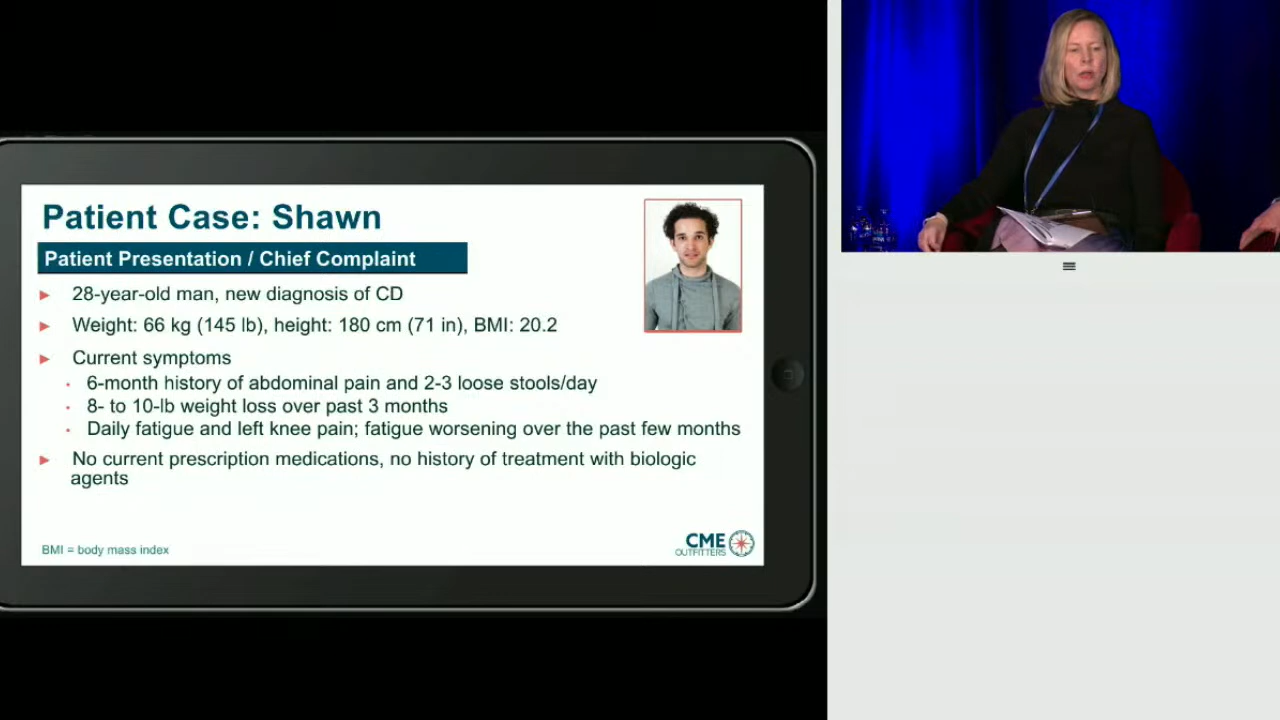 Patient Case: Shawn
Patient Presentation / Chief Complaint
28-year-old man, new diagnosis of CD
Weight: 66 kg (145 lb), height: 180 cm (71 in), BMI: 20.2
Current symptoms
6-month history of abdominal pain and 2-3 loose stools/day
8- to 10-lb weight loss over past 3 months
Daily fatigue and left knee pain; fatigue worsening over the past few months
No current prescription medications, no history of treatment with biologic
agents
BMI = body mass index
CME
OUTFITTERS